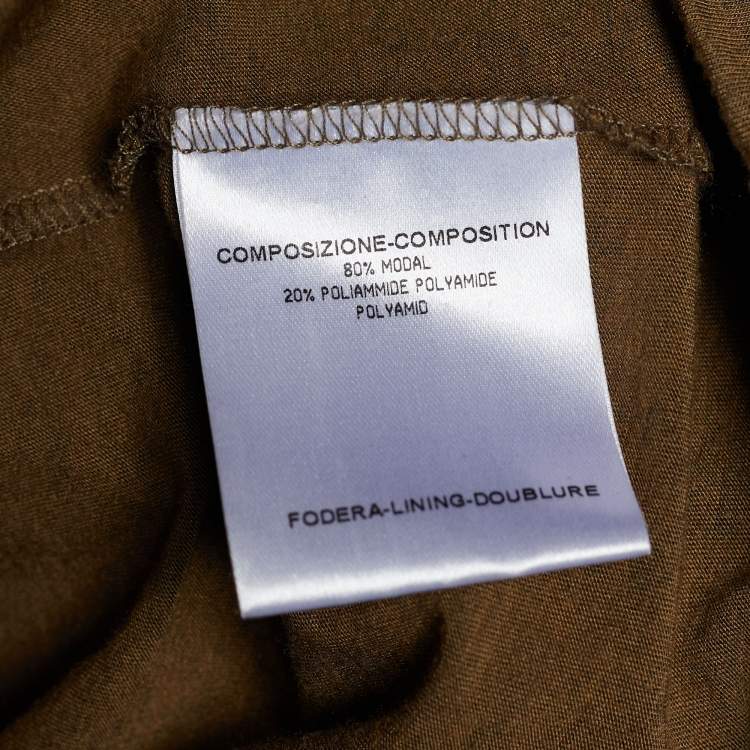 COMPOSIZIONE-COMPOSITION
80% MODAL
20% POLIAMMIDE POLYAMIDE
POLYAMID
FODERA-LINING-DOUBLURE